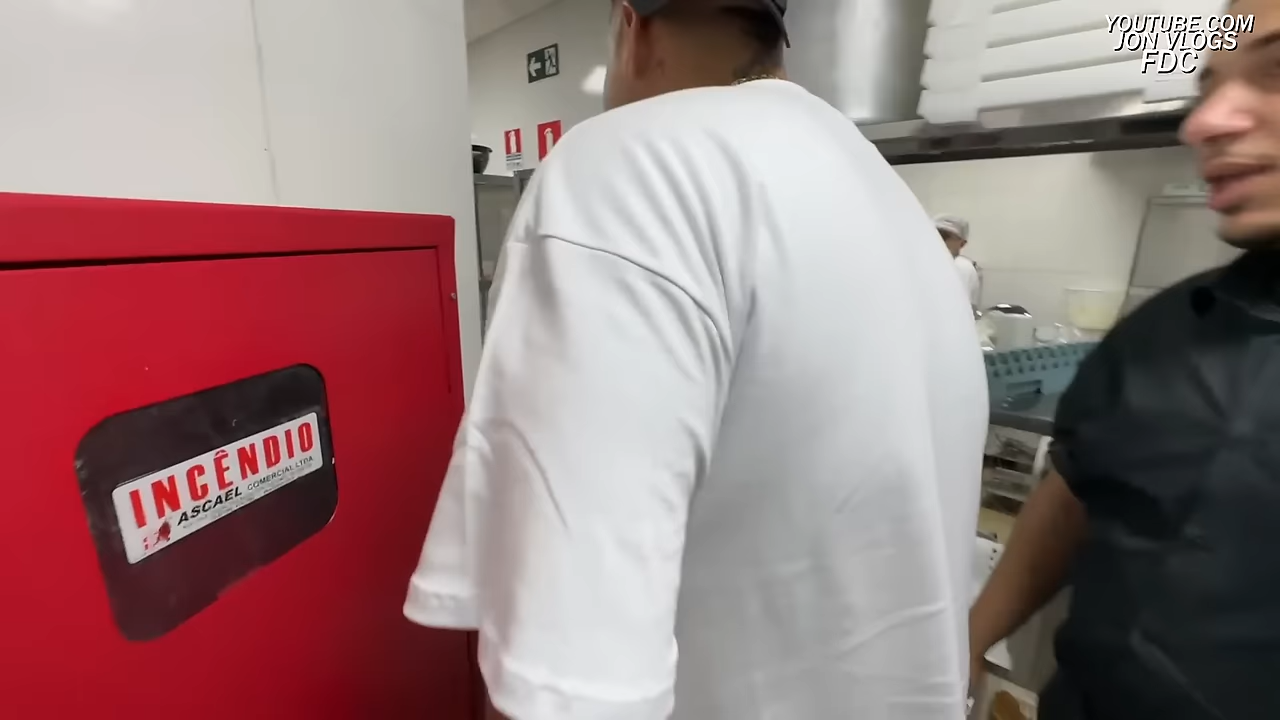 YOUTUBE.COM
JON VLOGS
FDC
INCÊNDIO
ASCAEL COMERCIAL LTDA